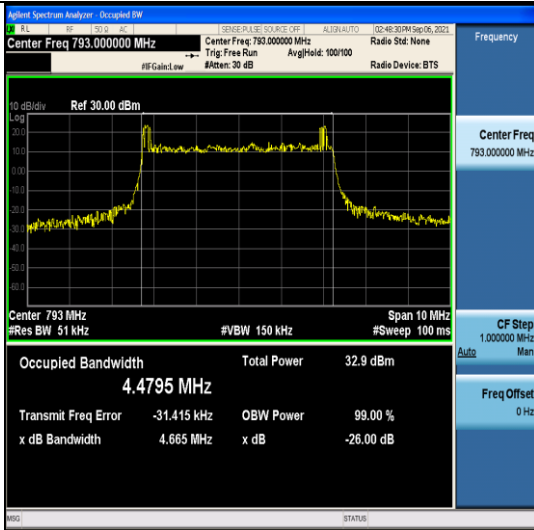 Agilent Spectrum Analyzer - Occupied BW
RL RF 50 Ω AC SENSE:PULSE SOURCE OFF ALIGN AUTO 02:48:30 PM Sep 06, 2021
Center Freq 793.000000 MHz Center Freq: 793.000000 MHz Radio Std: None Frequency
Trig: Free Run Avg|Hold: 100/100
#IFGain:Low #Atten: 30 dB Radio Device: BTS
10 dB/div Ref 30.00 dBm
Log
20.0
10.0
0.00
-10.0
-20.0
-30.0
-40.0
-50.0
-60.0
Center Freq
793.000000 MHz
Center 793 MHz Span 10 MHz
#Res BW 51 kHz #VBW 150 kHz #Sweep 100 ms
CF Step
1.000000 MHz
Auto Man
Occupied Bandwidth Total Power 32.9 dBm
4.4795 MHz
Transmit Freq Error -31.415 kHz OBW Power 99.00 %
x dB Bandwidth 4.665 MHz x dB -26.00 dB
Freq Offset
0 Hz
MSG STATUS